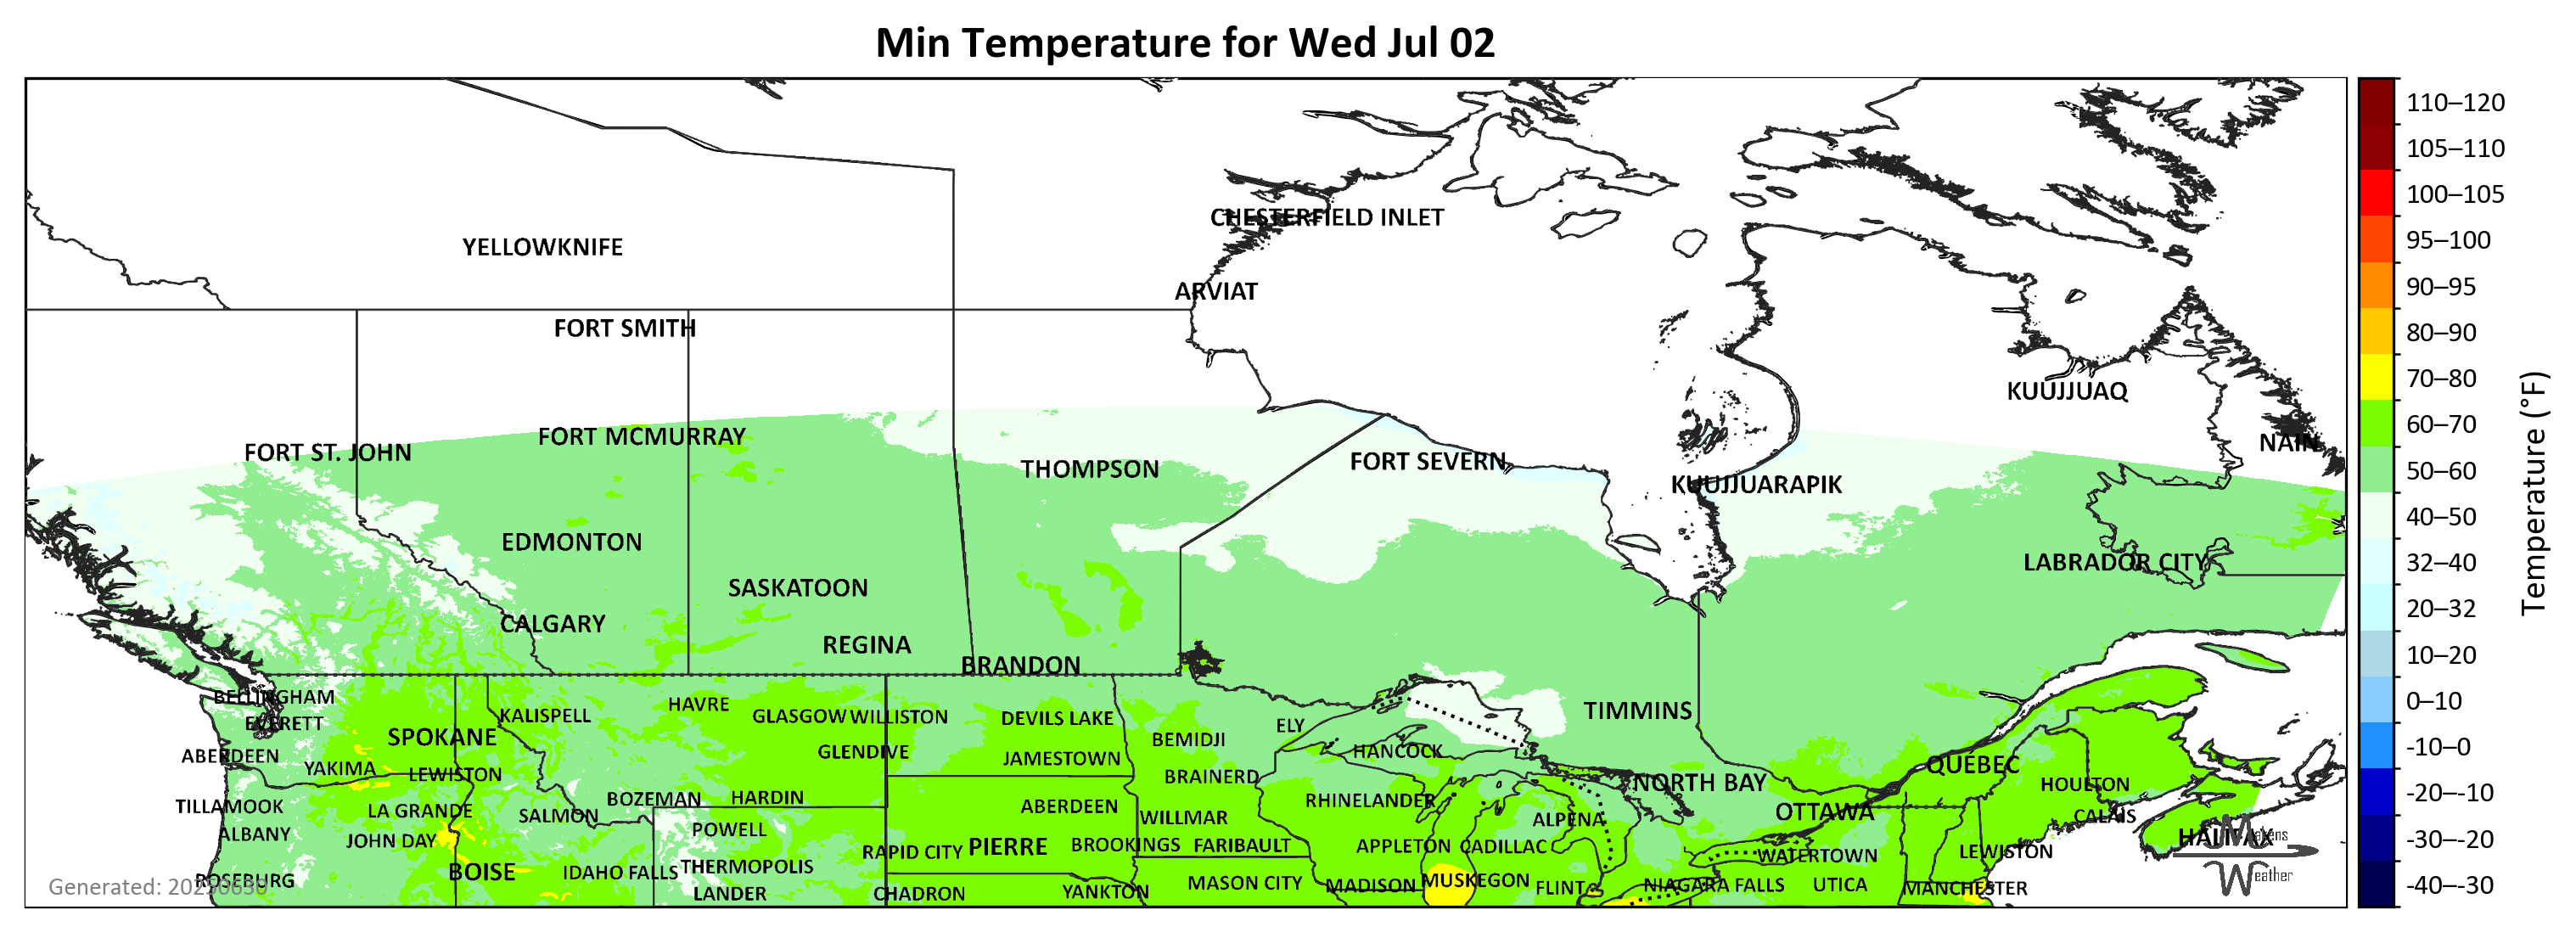 Min Temperature for Wed Jul 02
110–120
105–110
100–105
95–100
90–95
80–90
70–80
60–70
50–60
40–50
32–40
20–32
10–20
0–10
-10–0
-20–-10
-30–-20
-40–-30
Temperature (°F)
CHESTERFIELD INLET
YELLOWKNIFE
ARVIAT
FORT SMITH
KUUJJUAQ
FORT MCMURRAY
NAIN
FORT ST. JOHN
FORT SEVERN
THOMPSON
KUUJJUARAPIK
EDMONTON
LABRADOR CITY
SASKATOON
CALGARY
REGINA
BRANDON
BELLINGHAM
HAVRE
KALISPELL
GLASGOW
WILLISTON
DEVILS LAKE
TIMMINS
EVERETT
ELY
SPOKANE
BEMIDJI
ABERDEEN
GLENDIVE
JAMESTOWN
HANCOCK
QUÉBEC
YAKIMA
LEWISTON
BRAINERD
NORTH BAY
HOULTON
BOZEMAN
HARDIN
RHINELANDER
TILLAMOOK
LA GRANDE
SALMON
ABERDEEN
WILLMAR
OTTAWA
CALAIS
ALBANY
JOHN DAY
POWELL
ALPENA
HALIFAX
Makens
Weather
RAPID CITY
PIERRE
BROOKINGS
FARIBAULT
APPLETON
CADILLAC
WATERTOWN
LEWISTON
BOISE
IDAHO FALLS
THERMOPOLIS
ROSEBURG
Generated: 20250630
LANDER
CHADRON
YANKTON
MASON CITY
MADISON
MUSKEGON
FLINT
NIAGARA FALLS
UTICA
MANCHESTER